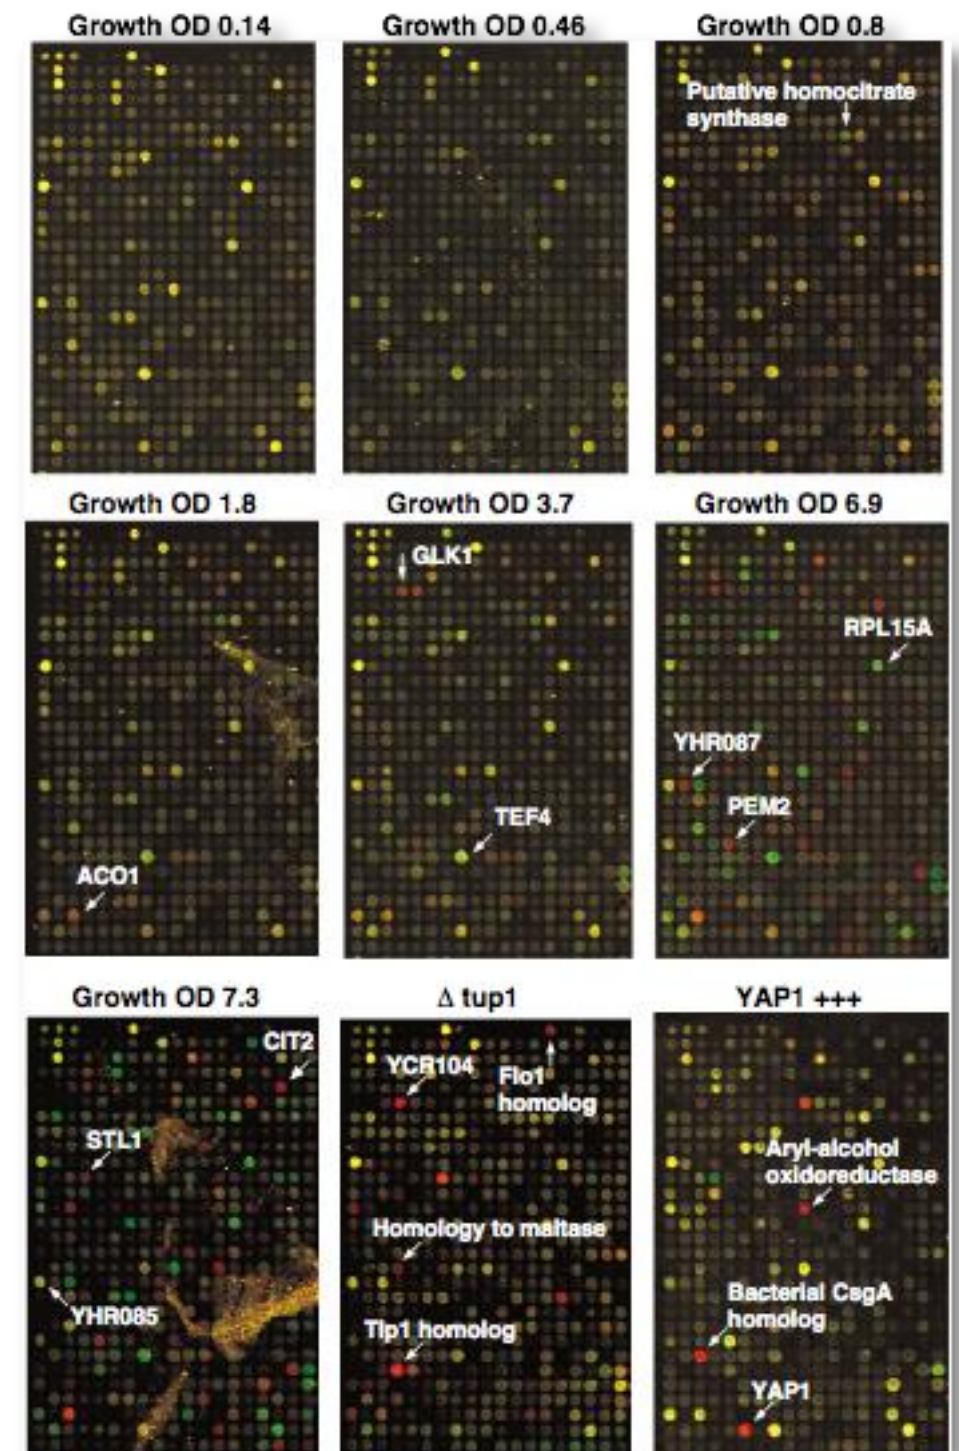 Growth OD 0.14
Growth OD 0.46
Growth OD 0.8
Putative homocitrate
synthase
Growth OD 1.8
Growth OD 3.7
Growth OD 6.9
GLK1
RPL15A
YHR087
PEM2
TEF4
ACO1
Growth OD 7.3
Δ tup1
YAP1 +++
CIT2
YCR104
Flo1
homolog
STL1
Aryl-alcohol
oxidoreductase
Homology to maltase
Bacterial CsgA
homolog
YHR085
Tip1 homolog
YAP1